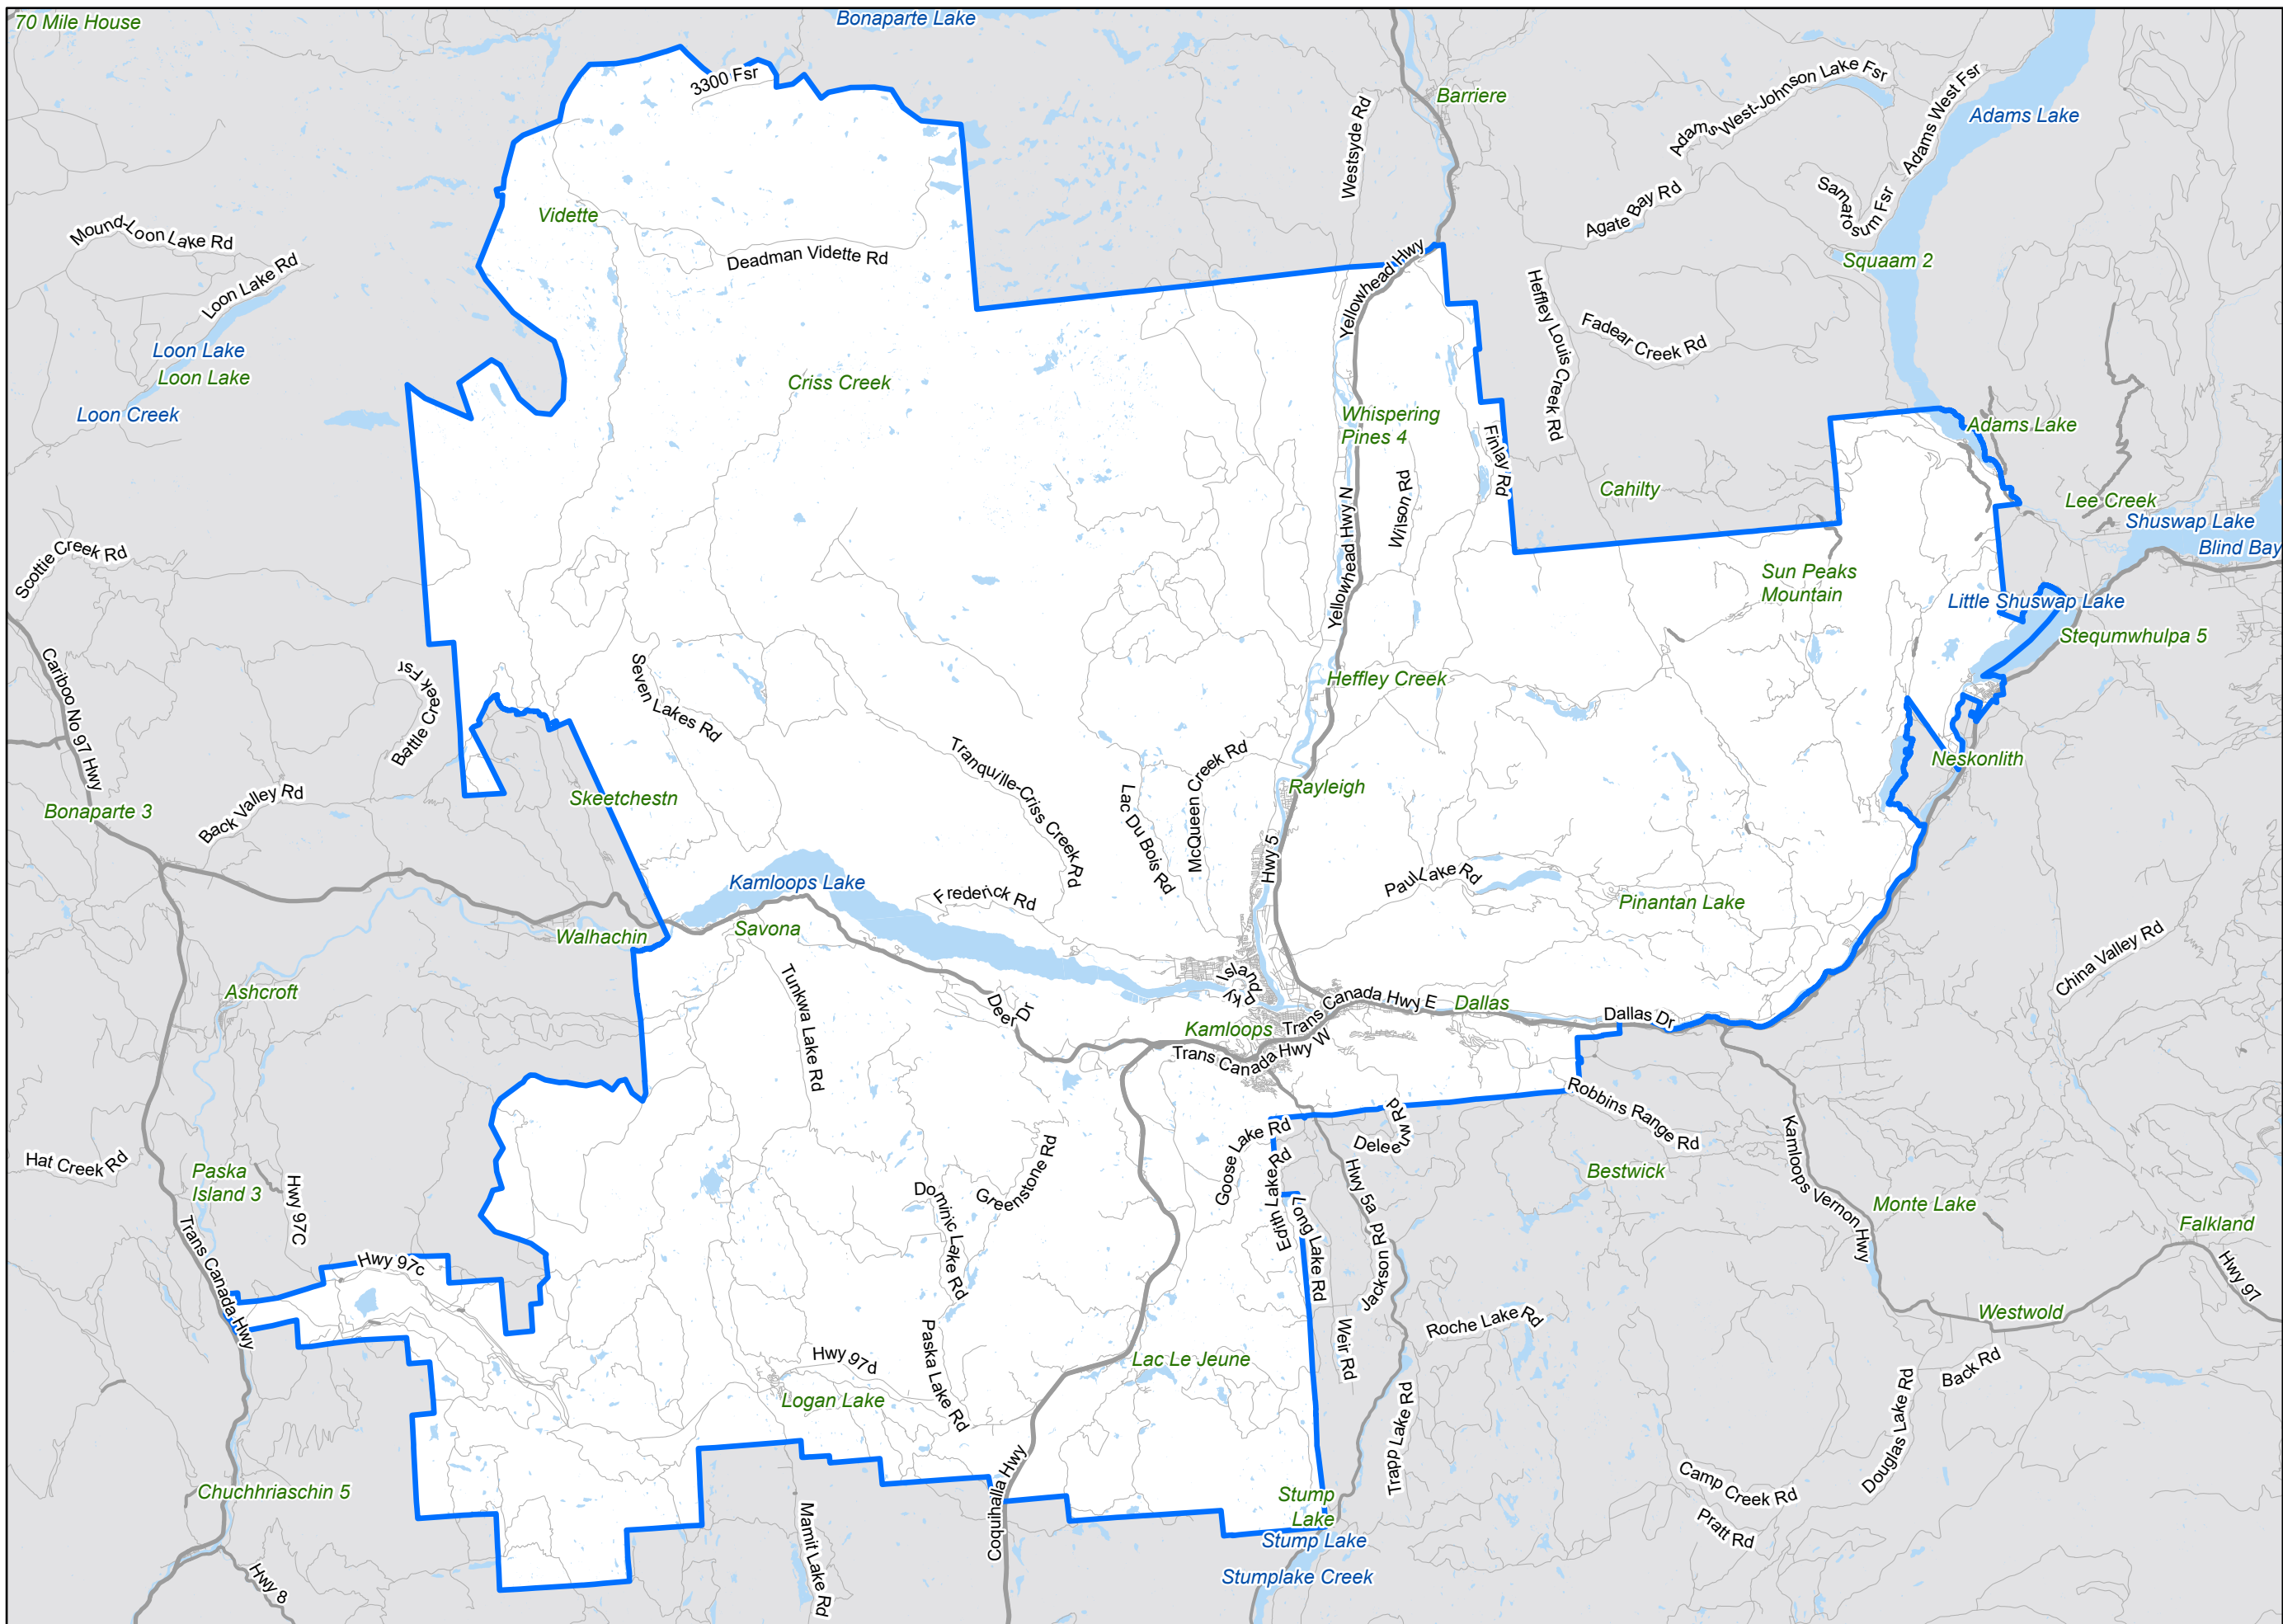 70 Mile House
Bonaparte Lake
3300 Fsr
Barriere
Adams West-Johnson Lake Fsr
Adams West Fsr
Adams Lake
Westsyde Rd
Samatosum Fsr
Agate Bay Rd
Vidette
Mound-Loon Lake Rd
Deadman Vidette Rd
Yellowhead Hwy
Squaam 2
Loon Lake Rd
Heffley Louis Creek Rd
Fadear Creek Rd
Loon Lake
Loon Lake
Criss Creek
Loon Creek
Whispering
Pines 4
Finlay Rd
Adams Lake
Wilson Rd
Cahilty
Lee Creek
Shuswap Lake
Blind Bay
Yellowhead Hwy N
Scottie Creek Rd
Sun Peaks
Mountain
Little Shuswap Lake
Stequmwhulpa 5
Cariboo No 97 Hwy
Battle Creek Fsr
Seven Lakes Rd
Heffley Creek
Tranquille-Criss Creek Rd
McQueen Creek Rd
Lac Du Bois Rd
Neskonlith
Rayleigh
Skeetchestn
Bonaparte 3
Back Valley Rd
Hwy 5
Kamloops Lake
Frederick Rd
Paul Lake Rd
Pinantan Lake
Savona
Walhachin
China Valley Rd
Ashcroft
Tunkwa Lake Rd
Deer Dr
Island Pky
Trans Canada Hwy E
Dallas
Dallas Dr
Kamloops
Trans Canada Hwy W
Robbins Range Rd
Goose Lake Rd
Deleeuw Rd
Kamloops Vernon Hwy
Hat Creek Rd
Paska
Island 3
Hwy 97C
Greenstone Rd
Dominic Lake Rd
Edith Lake Rd
Long Lake Rd
Hwy 5a
Jackson Rd
Bestwick
Monte Lake
Falkland
Hwy 97
Trans Canada Hwy
Hwy 97c
Westwold
Roche Lake Rd
Weir Rd
Paska Lake Rd
Hwy 97d
Lac Le Jeune
Back Rd
Logan Lake
Trapp Lake Rd
Douglas Lake Rd
Coquihalla Hwy
Camp Creek Rd
Chuchhriaschin 5
Stump
Lake
Pratt Rd
Mamit Lake Rd
Stump Lake
Stumplake Creek
Hwy 8